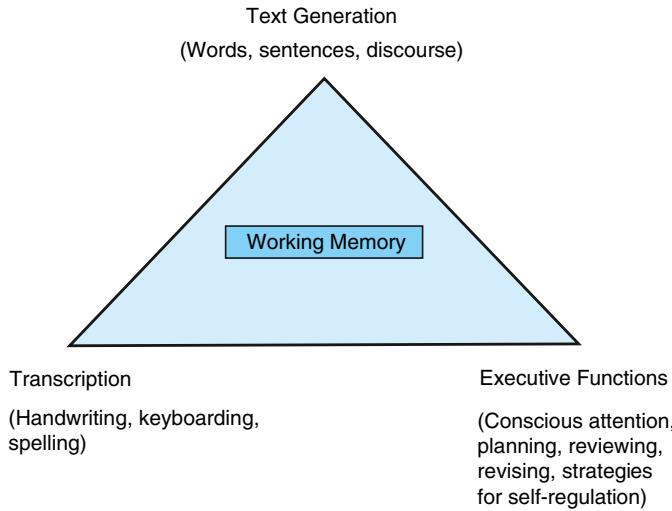 Text Generation
(Words, sentences, discourse)
Working Memory
Transcription
(Handwriting, keyboarding,
spelling)
Executive Functions
(Conscious attention,
planning, reviewing,
revising, strategies
for self-regulation)